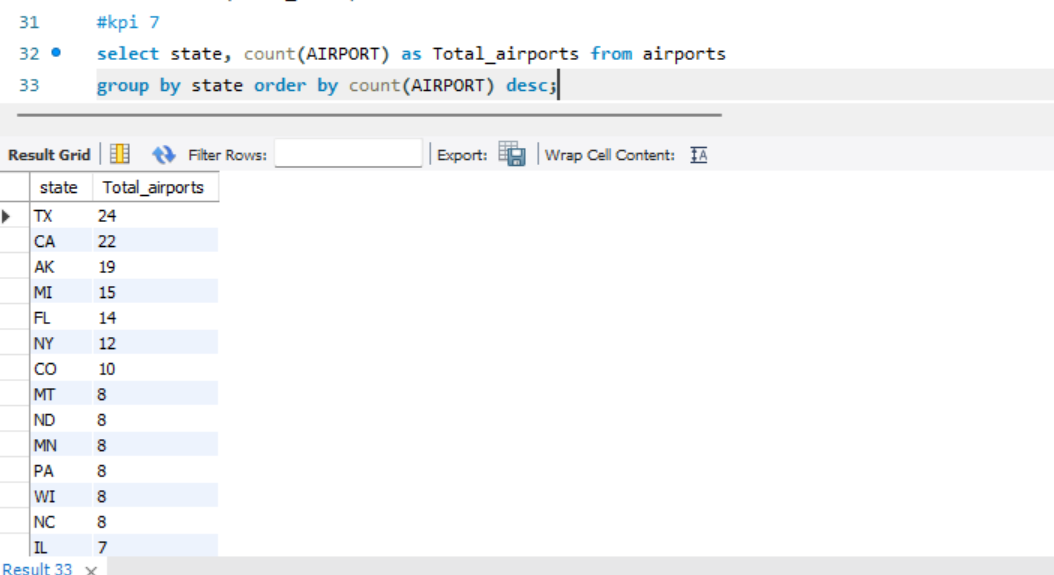 31 #kpi 7
32 select state, count(AIRPORT) as Total_airports from airports
33 group by state order by count(AIRPORT) desc;
Result Grid Filter Rows: Export: Wrap Cell Content: IA
state Total_airports
TX 24
CA 22
AK 19
MI 15
FL 14
NY 12
CO 10
MT 8
ND 8
MN 8
PA 8
WI 8
NC 8
IL 7
Result 33 ×